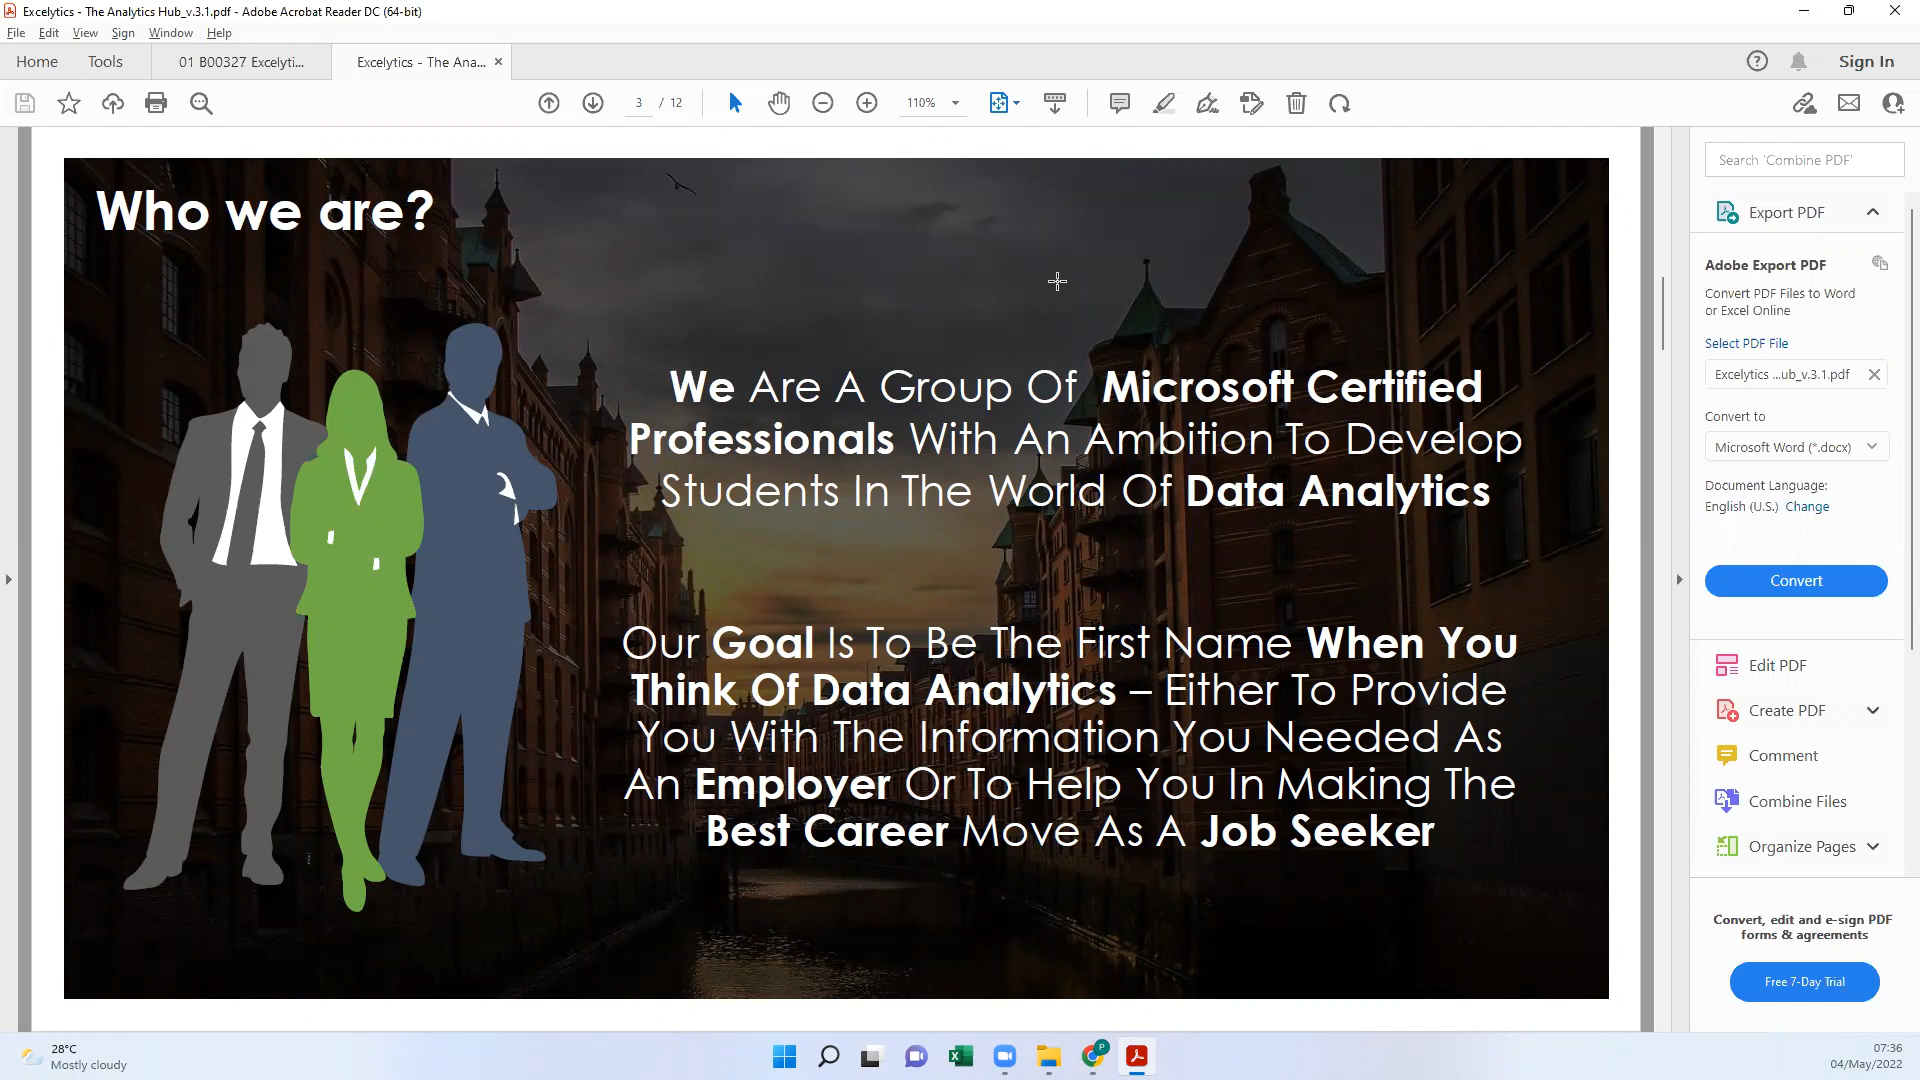 Excelytics - The Analytics Hub_v.3.1.pdf - Adobe Acrobat Reader DC (64-bit)
File Edit View Sign Window Help
Home Tools 01 B00327 Excelyti... Excelytics - The Ana... Sign In
3 / 12 110%
Who we are?
We Are A Group Of Microsoft Certified
Professionals With An Ambition To Develop
Students In The World Of Data Analytics
Our Goal Is To Be The First Name When You
Think Of Data Analytics – Either To Provide
You With The Information You Needed As
An Employer Or To Help You In Making The
Best Career Move As A Job Seeker
Search 'Combine PDF'
Export PDF
Adobe Export PDF
Convert PDF Files to Word
or Excel Online
Select PDF File
Excelytics ...ub_v.3.1.pdf
Convert to
Microsoft Word (*.docx)
Document Language:
English (U.S.) Change
Convert
Edit PDF
Create PDF
Comment
Combine Files
Organize Pages
Convert, edit and e-sign PDF
forms & agreements
Free 7-Day Trial
28°C
Mostly cloudy
P
07:36
04/May/2022